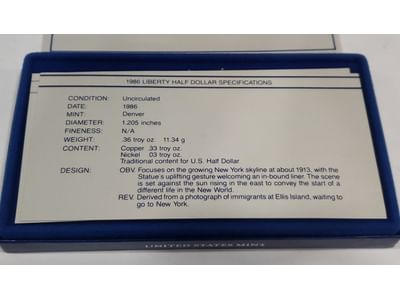 1986 LIBERTY HALF DOLLAR SPECIFICATIONS
CONDITION: Uncirculated
DATE: 1986
MINT: Denver
DIAMETER: 1.205 inches
FINENESS: N/A
WEIGHT: .36 troy oz. 11.34 g
CONTENT: Copper .33 troy oz.
Nickel .03 troy oz.
Traditional content for U.S. Half Dollar
DESIGN: OBV. Focuses on the growing New York skyline at about 1913, with the
Statue's uplifting gesture welcoming an in-bound liner. The scene
is set against the sun rising in the east to convey the start of a
different life in the New World.
REV. Derived from a photograph of immigrants at Ellis Island, waiting to
go to New York.
UNITED STATES MINT